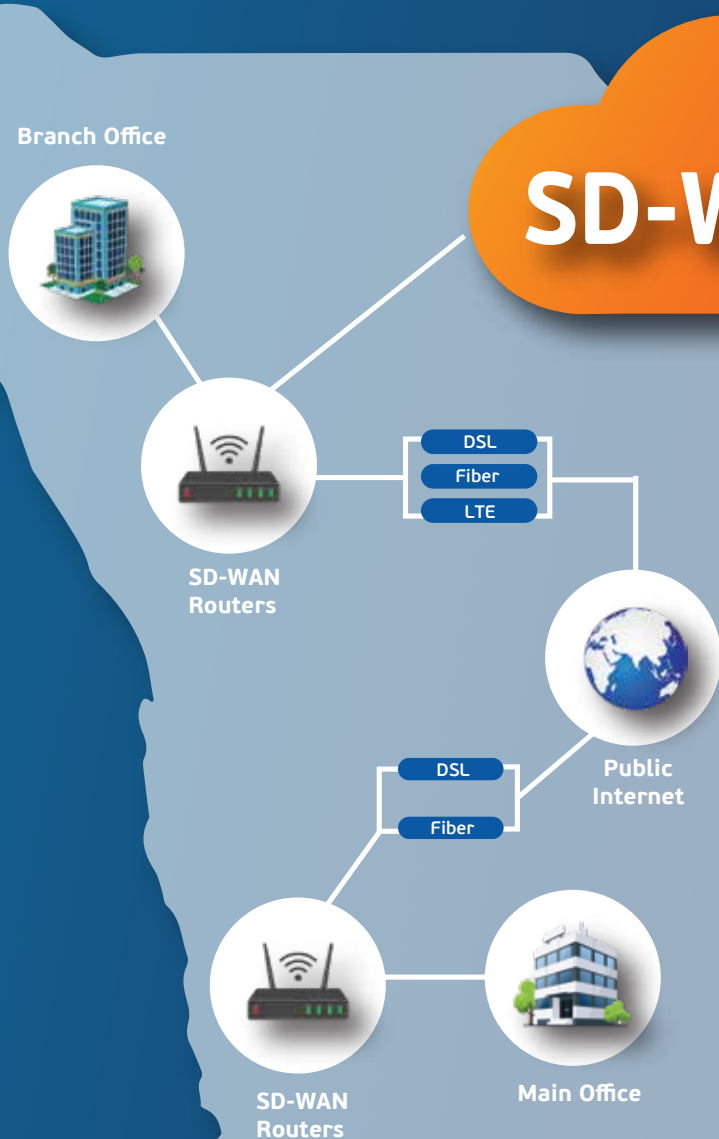 Branch Office
SD-W
DSL
Fiber
LTE
SD-WAN
Routers
Public
Internet
DSL
Fiber
SD-WAN
Routers
Main Office